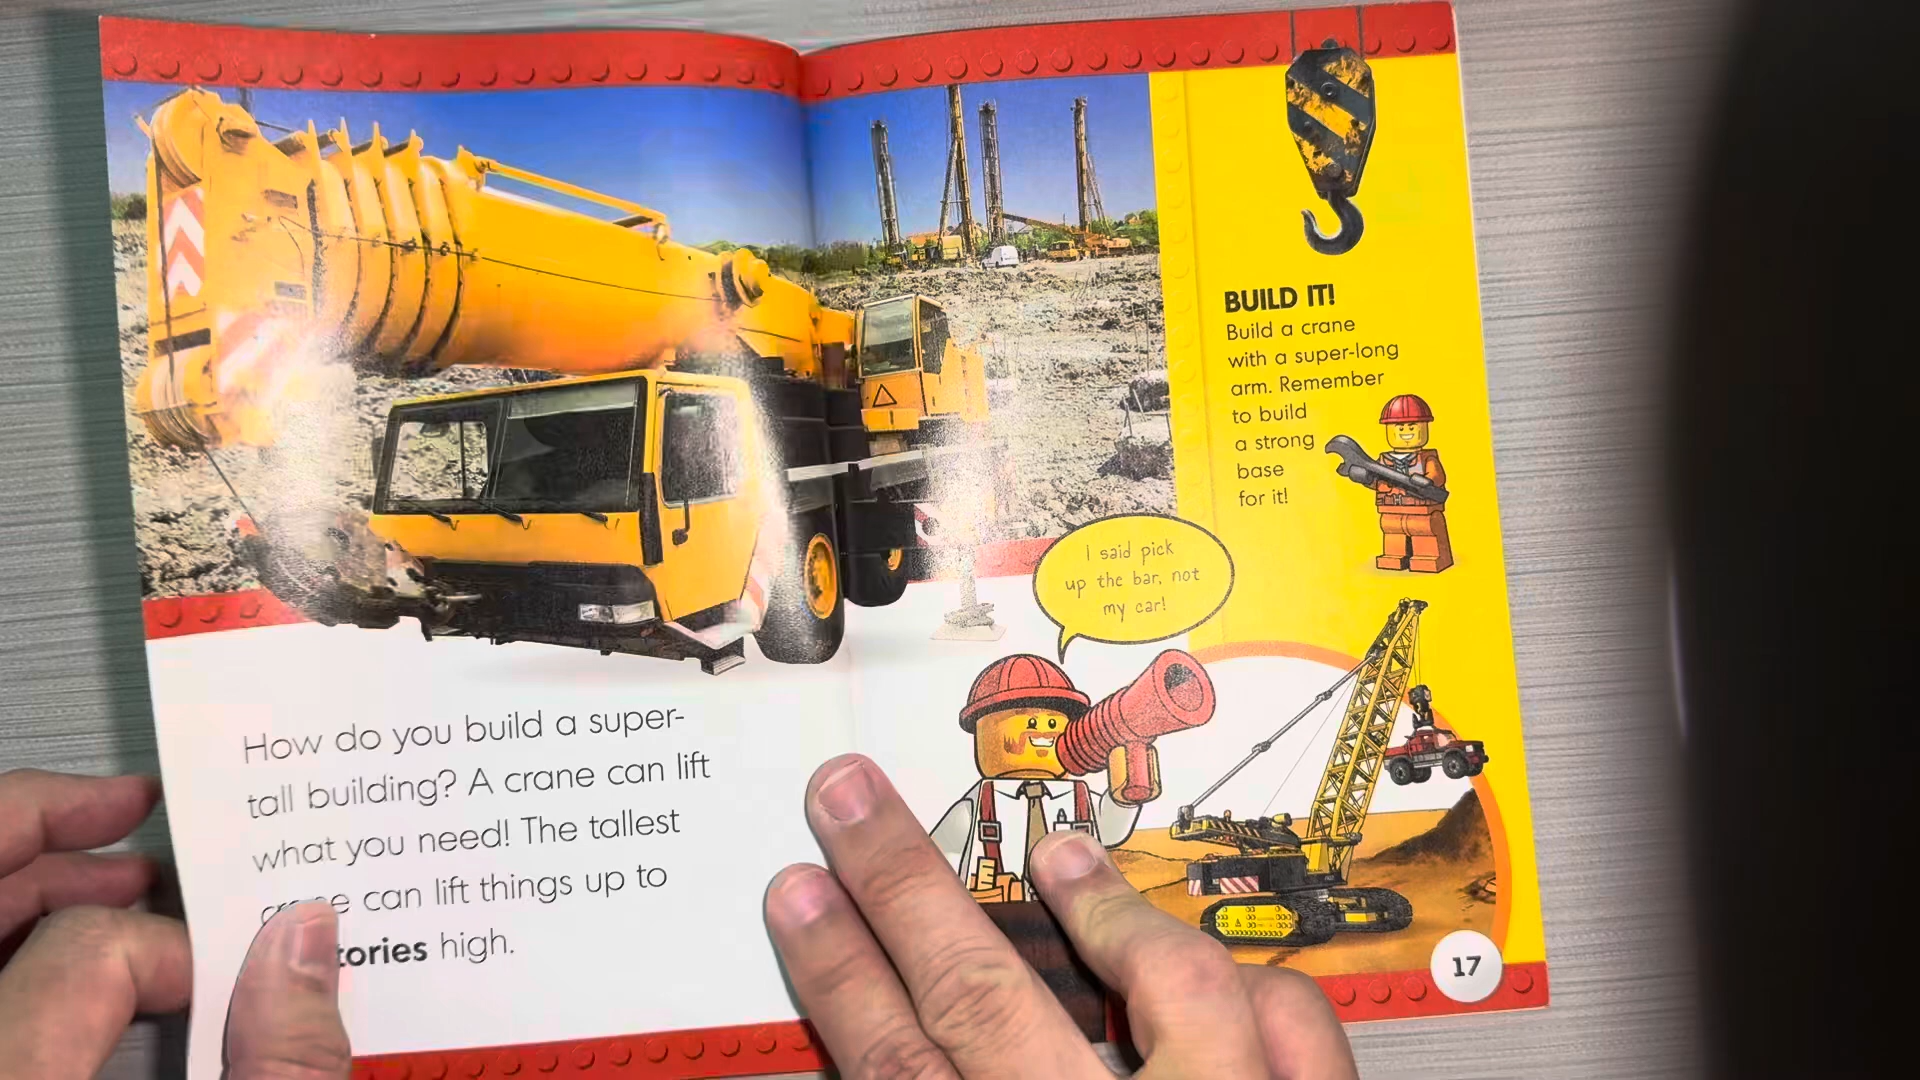 How do you build a super-
tall building? A crane can lift
what you need! The tallest
can lift things up to
high.
BUILD IT!
Build a crane
with a super-long
arm. Remember
to build
a strong
base
for it!
I said pick
up the bar, not
my car!
17